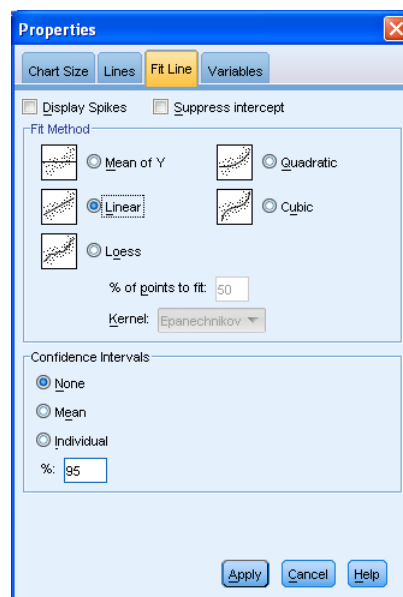 Properties
Chart Size Lines Fit Line Variables
Display Spikes Suppress intercept
Fit Method
Mean of Y Quadratic
Linear Cubic
Loess
% of points to fit: 50
Kernel: Epanechnikov
Confidence Intervals
None
Mean
Individual
%: 95
Apply Cancel Help